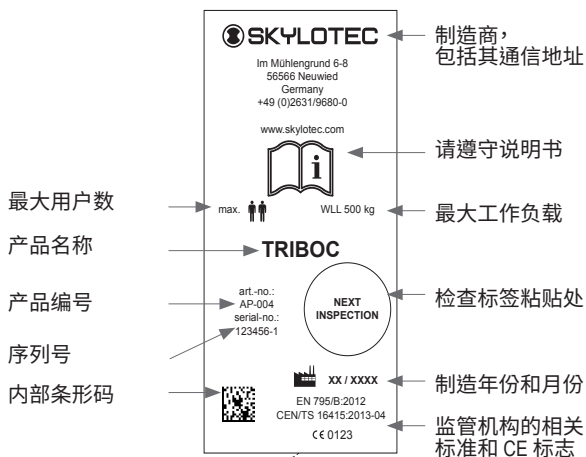 SKYLOTEC
制造商，
包括其通信地址
Im Mühlengrund 6-8
56566 Neuwied
Germany
+49 (0)2631/9680-0
www.skylotec.com
i
请遵守说明书
最大用户数
max.
WLL 500 kg
最大工作负载
产品名称
TRIBOC
产品编号
art.-no.:
AP-004
serial-no.:
123456-1
NEXT
INSPECTION
检查标签粘贴处
序列号
内部条形码
XX / XXXX
制造年份和月份
EN 795/B:2012
CEN/TS 16415:2013-04
CE 0123
监管机构的相关
标准和 CE 标志